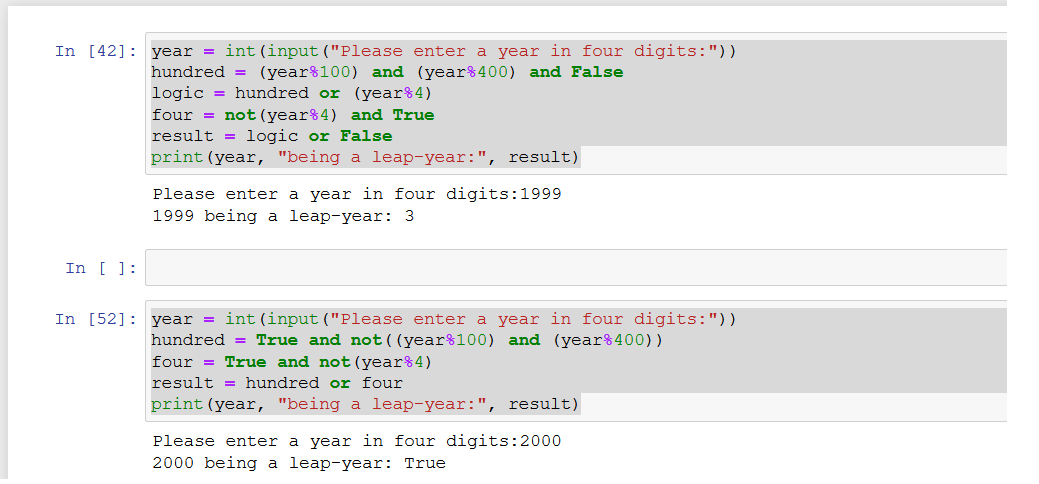 In [42]: year = int(input("Please enter a year in four digits:"))
hundred = (year%100) and (year%400) and False
logic = hundred or (year%4)
four = not(year%4) and True
result = logic or False
print(year, "being a leap-year:", result)
Please enter a year in four digits:1999
1999 being a leap-year: 3
In [ ]:
In [52]: year = int(input("Please enter a year in four digits:"))
hundred = True and not((year%100) and (year%400))
four = True and not(year%4)
result = hundred or four
print(year, "being a leap-year:", result)
Please enter a year in four digits:2000
2000 being a leap-year: True